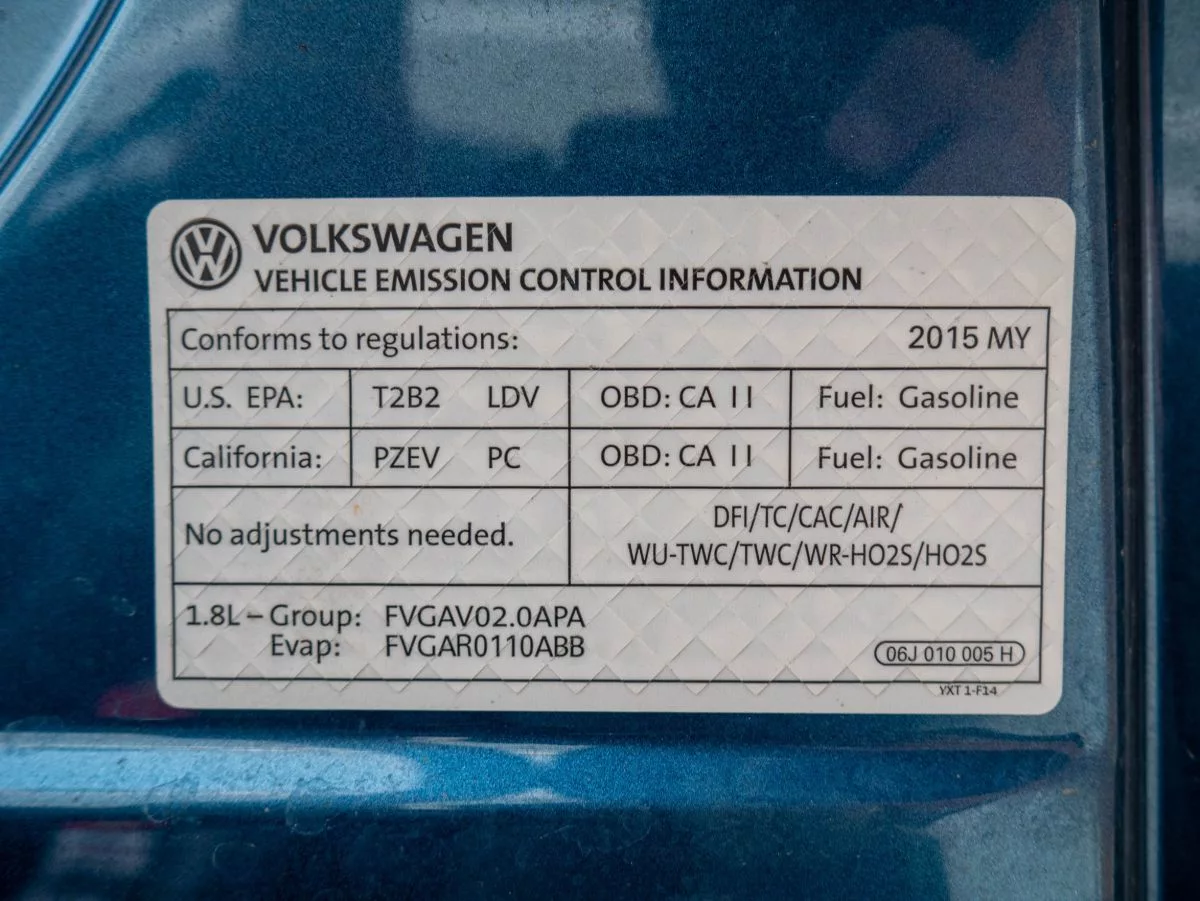 VOLKSWAGEN
VEHICLE EMISSION CONTROL INFORMATION
Conforms to regulations: 2015 MY
U.S. EPA: T2B2 LDV OBD: CA II Fuel: Gasoline
California: PZEV PC OBD: CA II Fuel: Gasoline
No adjustments needed.
DFI/TC/CAC/AIR/
WU-TWC/TWC/WR-HO2S/HO2S
1.8L – Group: FVGAV02.0APA
Evap: FVGAR0110ABB
06J 010 005 H
YXT 1-F14